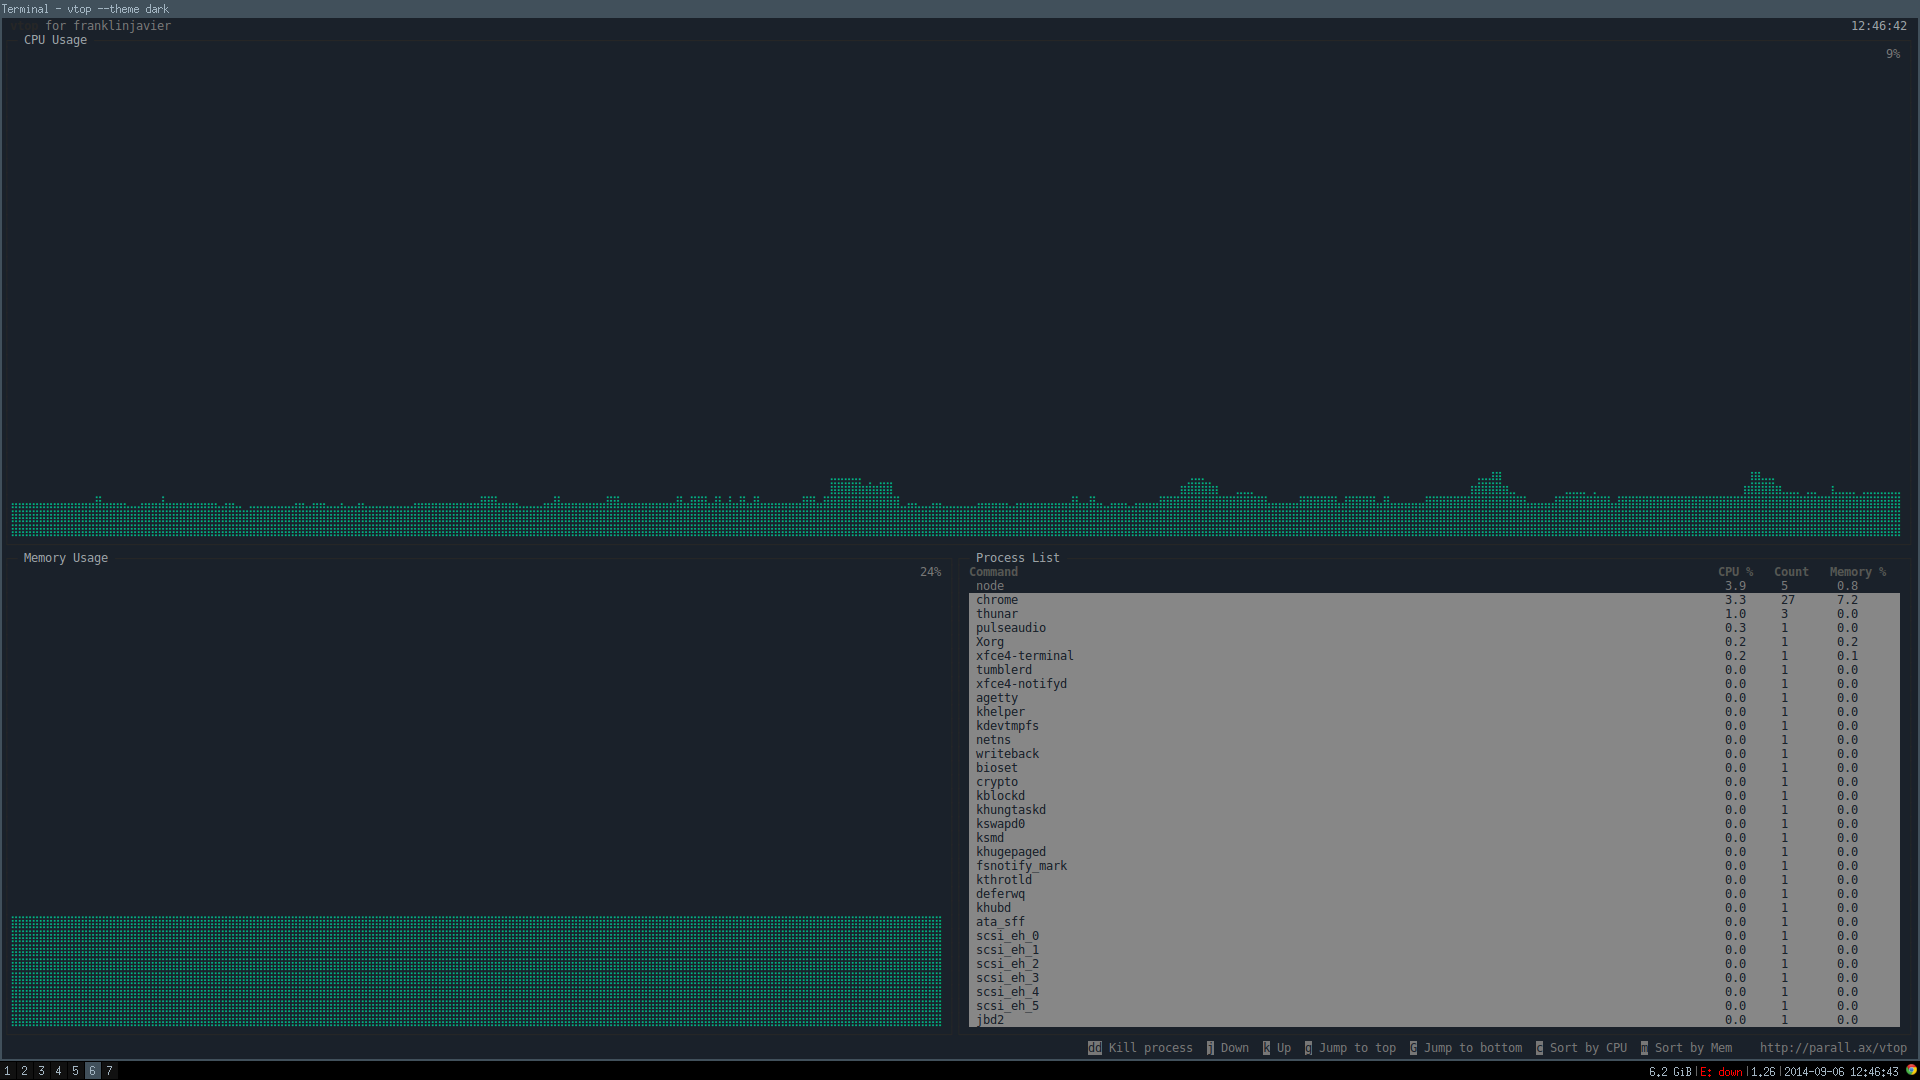 Terminal - vtop --theme dark
vtop for franklinjavier 12:46:42
CPU Usage
9%
Memory Usage
24%
Process List
Command CPU % Count Memory %
node 3.9 5 0.8
chrome 3.3 27 7.2
thunar 1.0 3 0.0
pulseaudio 0.3 1 0.0
Xorg 0.2 1 0.2
xfce4-terminal 0.2 1 0.1
tumblerd 0.0 1 0.0
xfce4-notifyd 0.0 1 0.0
agetty 0.0 1 0.0
khelper 0.0 1 0.0
kdevtmpfs 0.0 1 0.0
netns 0.0 1 0.0
writeback 0.0 1 0.0
bioset 0.0 1 0.0
crypto 0.0 1 0.0
kblockd 0.0 1 0.0
khungtaskd 0.0 1 0.0
kswapd0 0.0 1 0.0
ksmd 0.0 1 0.0
khugepaged 0.0 1 0.0
fsnotify_mark 0.0 1 0.0
kthrotld 0.0 1 0.0
deferwq 0.0 1 0.0
khubd 0.0 1 0.0
ata_sff 0.0 1 0.0
scsi_eh_0 0.0 1 0.0
scsi_eh_1 0.0 1 0.0
scsi_eh_2 0.0 1 0.0
scsi_eh_3 0.0 1 0.0
scsi_eh_4 0.0 1 0.0
scsi_eh_5 0.0 1 0.0
jbd2 0.0 1 0.0
dd Kill process j Down k Up g Jump to top G Jump to bottom c Sort by CPU m Sort by Mem http://parall.ax/vtop
1 2 3 4 5 6 7 6.2 GiB|E: down|1.26|2014-09-06 12:46:43